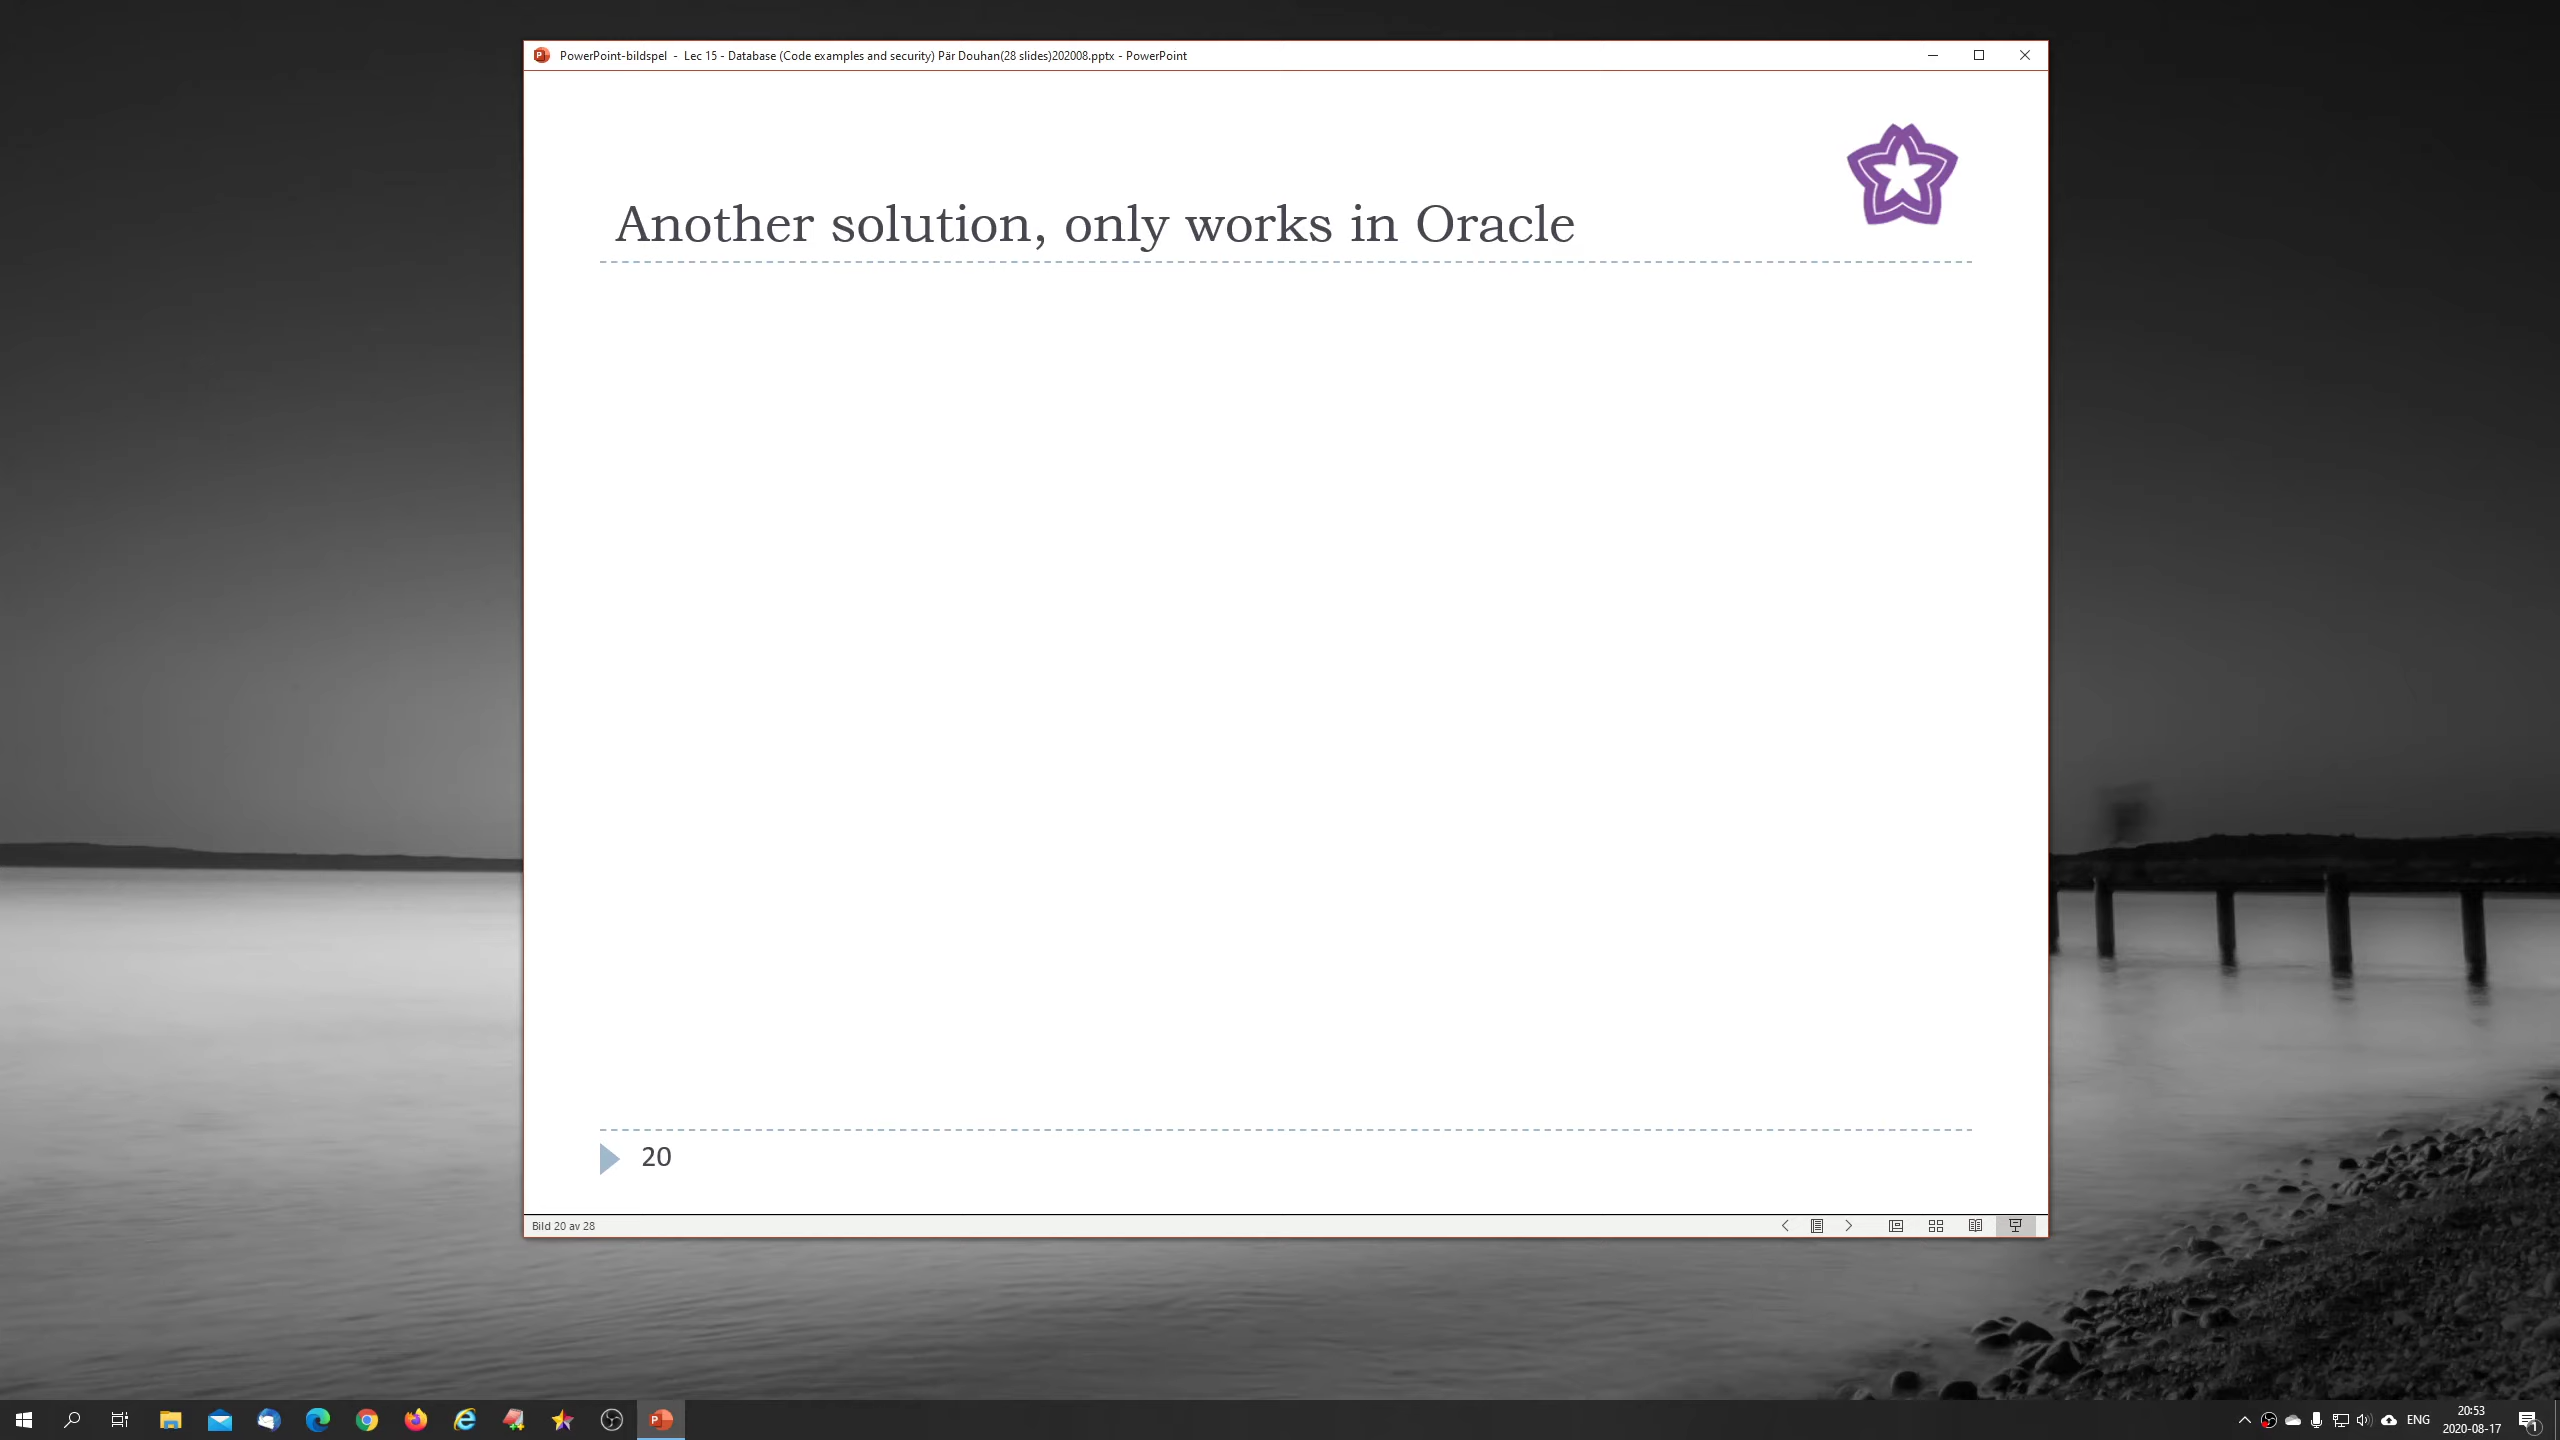 PowerPoint-bildspel - Lec 15 - Database (Code examples and security) Pär Douhan(28 slides)202008.pptx - PowerPoint
Another solution, only works in Oracle
20
Bild 20 av 28
ENG
20:53
2020-08-17
1